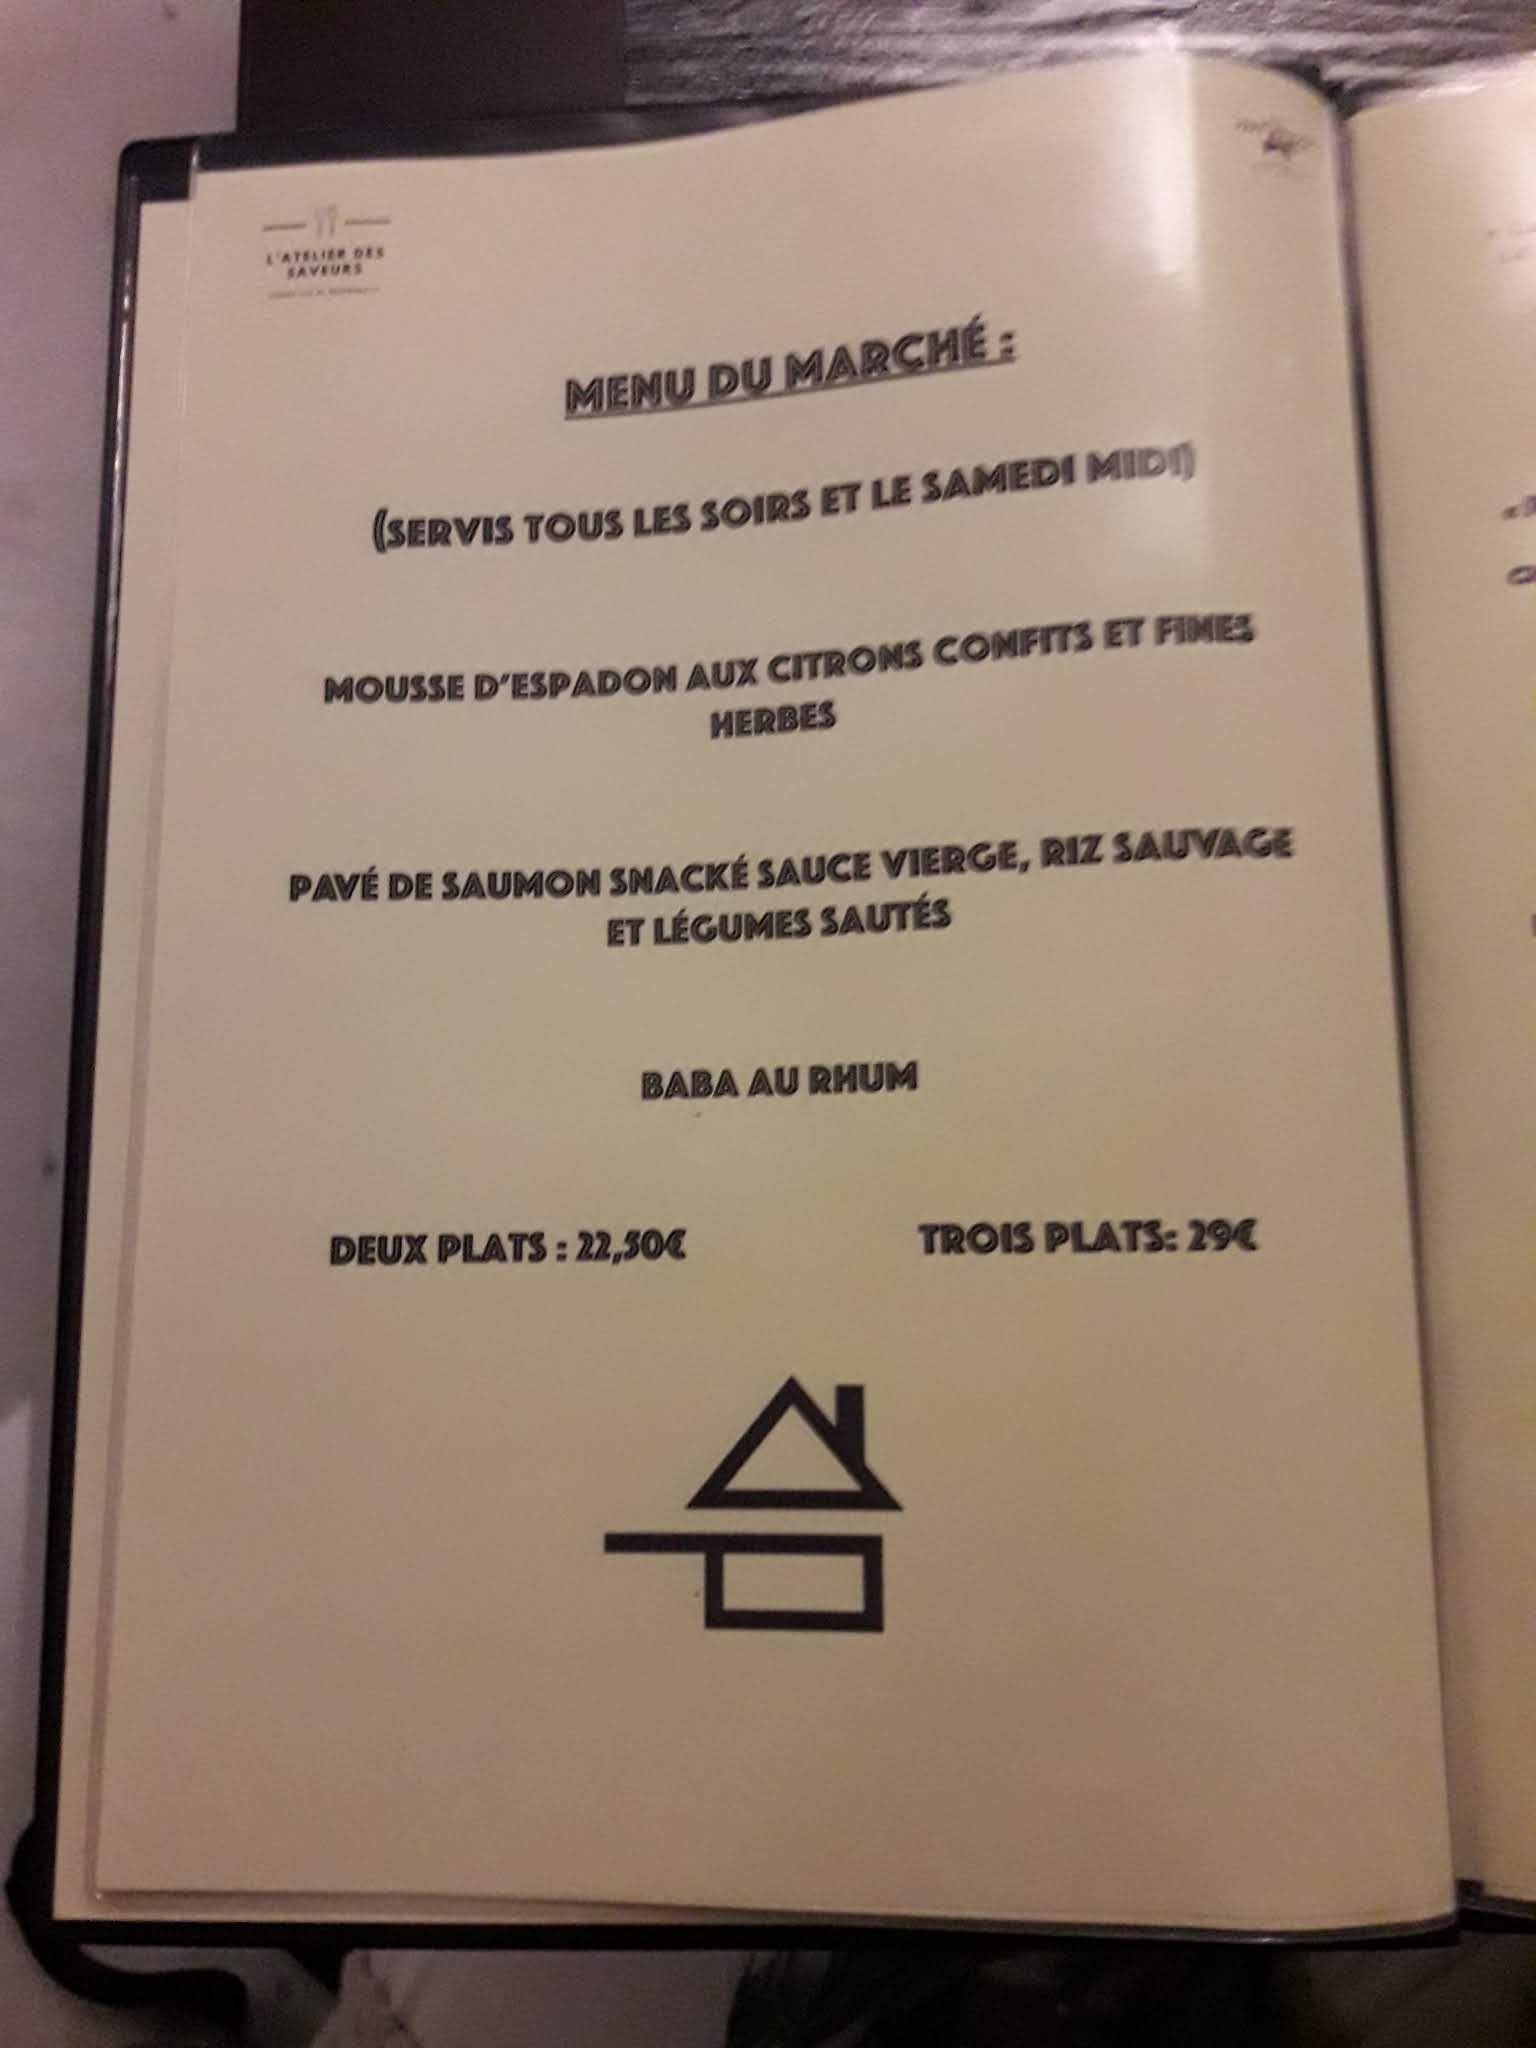 L'ATELIER DES
SAVEURS
MENU DU MARCHÉ :
(SERVIS TOUS LES SOIRS ET LE SAMEDI MIDI)
MOUSSE D'ESPADON AUX CITRONS CONFITS ET FINES
HERBES
PAVÉ DE SAUMON SNACKÉ SAUCE VIERGE, RIZ SAUVAGE
ET LÉGUMES SAUTÉS
BABA AU RHUM
DEUX PLATS : 22,50€ TROIS PLATS: 29€